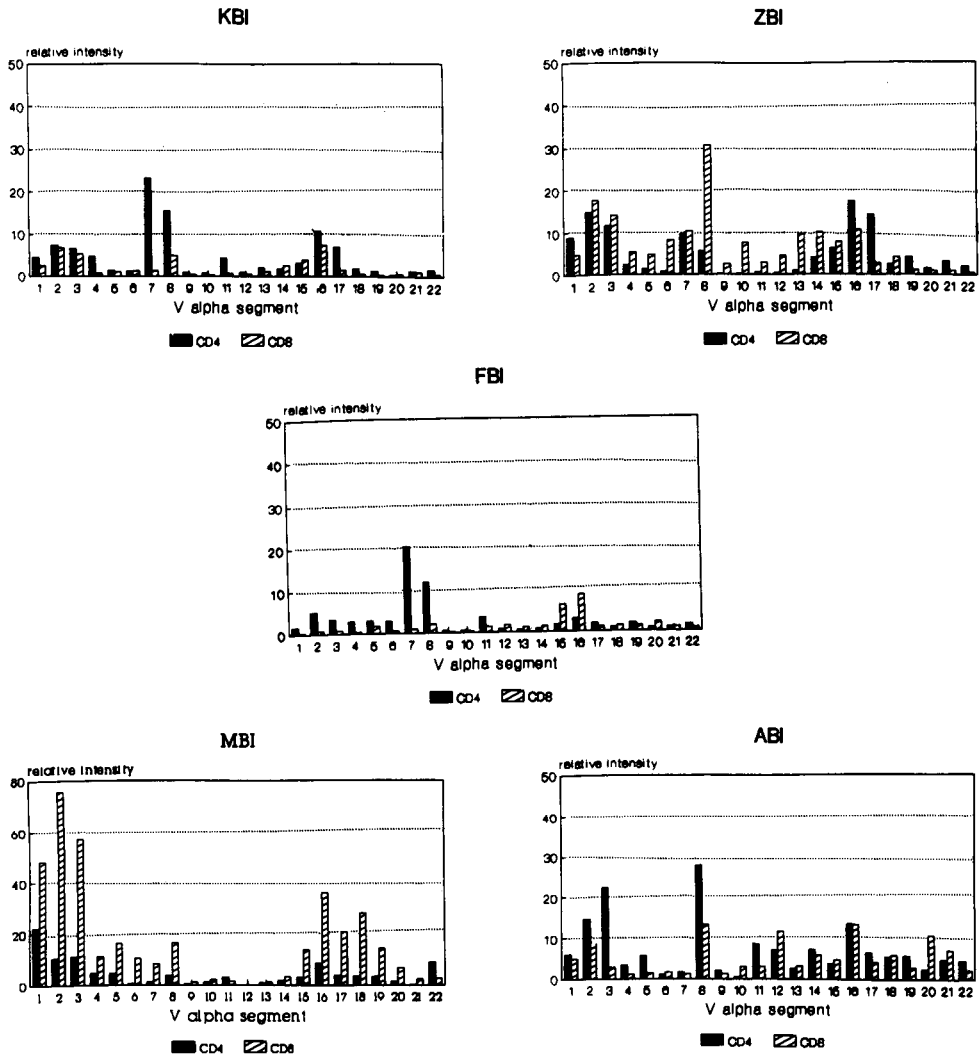 KBI
relative intensity
50
40
30
20
10
0
1 2 3 4 5 6 7 8 9 10 11 12 13 14 15 16 17 18 19 20 21 22
V alpha segment
CD4 CD8
ZBI
relative intensity
50
40
30
20
10
0
1 2 3 4 5 6 7 8 9 10 11 12 13 14 15 16 17 18 19 20 21 22
V alpha segment
CD4 CD8
FBI
relative intensity
50
40
30
20
10
0
1 2 3 4 5 6 7 8 9 10 11 12 13 14 15 16 17 18 19 20 21 22
V alpha segment
CD4 CD8
MBI
relative intensity
80
60
40
20
0
1 2 3 4 5 6 7 8 9 10 11 12 13 14 15 16 17 18 19 20 21 22
V alpha segment
CD4 CD8
ABI
relative intensity
50
40
30
20
10
0
1 2 3 4 5 6 7 8 9 10 11 12 13 14 15 16 17 18 19 20 21 22
V alpha segment
CD4 CD8